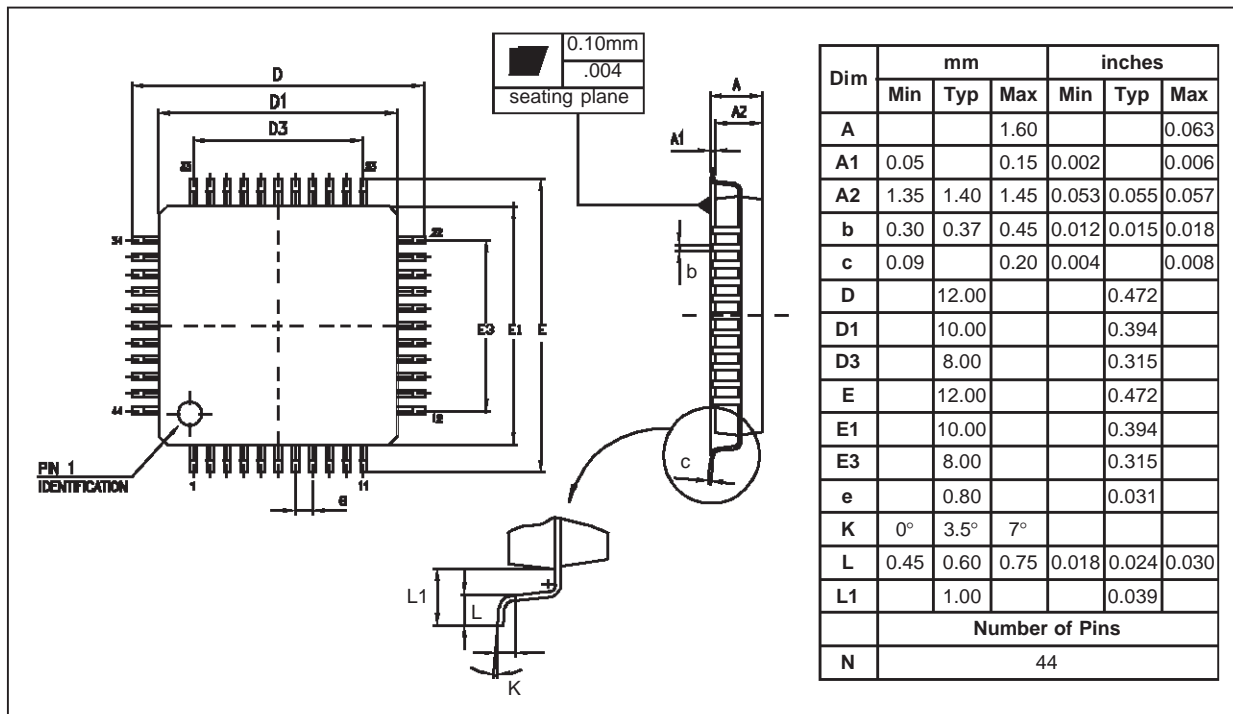 D
D1
D3
33
23
34
22
44
12
E3
E1
E
PIN 1
IDENTIFICATION
1
11
e
0.10mm
.004
seating plane
A
A2
A1
b
c
L1
L
K
Dim mm inches
Min Typ Max Min Typ Max
A 1.60 0.063
A1 0.05 0.15 0.002 0.006
A2 1.35 1.40 1.45 0.053 0.055 0.057
b 0.30 0.37 0.45 0.012 0.015 0.018
c 0.09 0.20 0.004 0.008
D 12.00 0.472
D1 10.00 0.394
D3 8.00 0.315
E 12.00 0.472
E1 10.00 0.394
E3 8.00 0.315
e 0.80 0.031
K 0° 3.5° 7°
L 0.45 0.60 0.75 0.018 0.024 0.030
L1 1.00 0.039
Number of Pins
N 44